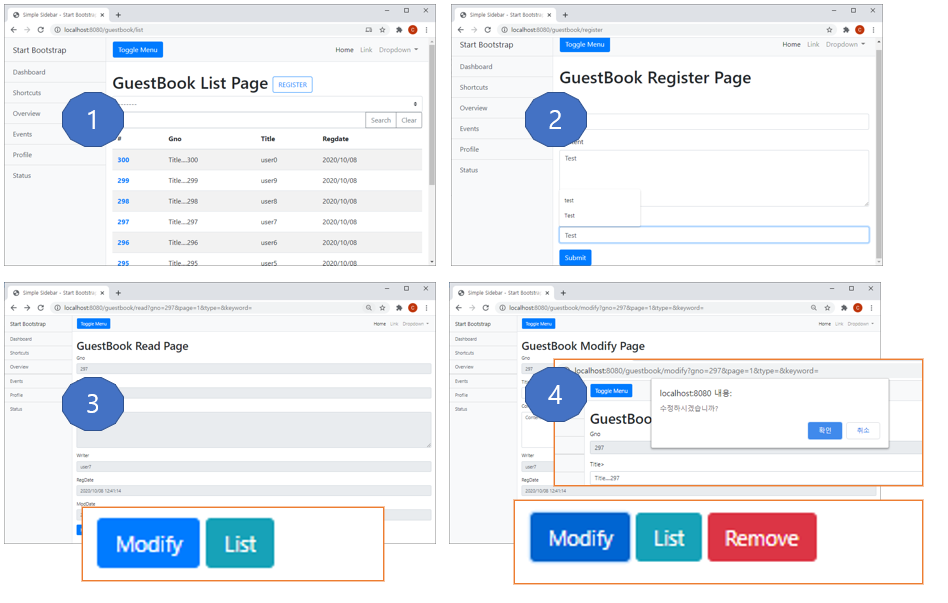 Simple Sidebar - Start Bootstrap
localhost:8080/guestbook/list
Start Bootstrap
Toggle Menu
Home Link Dropdown
Dashboard
Shortcuts
Overview
Events
Profile
Status
GuestBook List Page REGISTER
-------
Search Clear
# Gno Title Regdate
300 Title....300 user0 2020/10/08
299 Title....299 user9 2020/10/08
298 Title....298 user8 2020/10/08
297 Title....297 user7 2020/10/08
296 Title....296 user6 2020/10/08
295 Title....295 user5 2020/10/08
1
Simple Sidebar - Start Bootstrap
localhost:8080/guestbook/register
Start Bootstrap
Toggle Menu
Home Link Dropdown
Dashboard
Shortcuts
Overview
Events
Profile
Status
GuestBook Register Page
Test
test
Test
Test
Submit
2
Simple Sidebar - Start Bootstrap
localhost:8080/guestbook/read?gno=297&page=1&type=&keyword=
Start Bootstrap
Toggle Menu
Home Link Dropdown
Dashboard
Shortcuts
Overview
Events
Profile
Status
GuestBook Read Page
Gno
297
Writer
user7
RegDate
2020/10/08 12:41:14
ModDate
3
Modify List
Simple Sidebar - Start Bootstrap
localhost:8080/guestbook/modify?gno=297&page=1&type=&keyword=
Start Bootstrap
Toggle Menu
Home Link Dropdown
Dashboard
Shortcuts
Overview
Events
Profile
Status
GuestBook Modify Page
Gno
297
Writer
user7
RegDate
2020/10/08 12:41:14
4
localhost:8080/guestbook/modify?gno=297&page=1&type=&keyword=
Toggle Menu
localhost:8080 내용:
수정하시겠습니까?
확인 취소
GuestBoo
Gno
297
Title>
Title....297
Modify List Remove